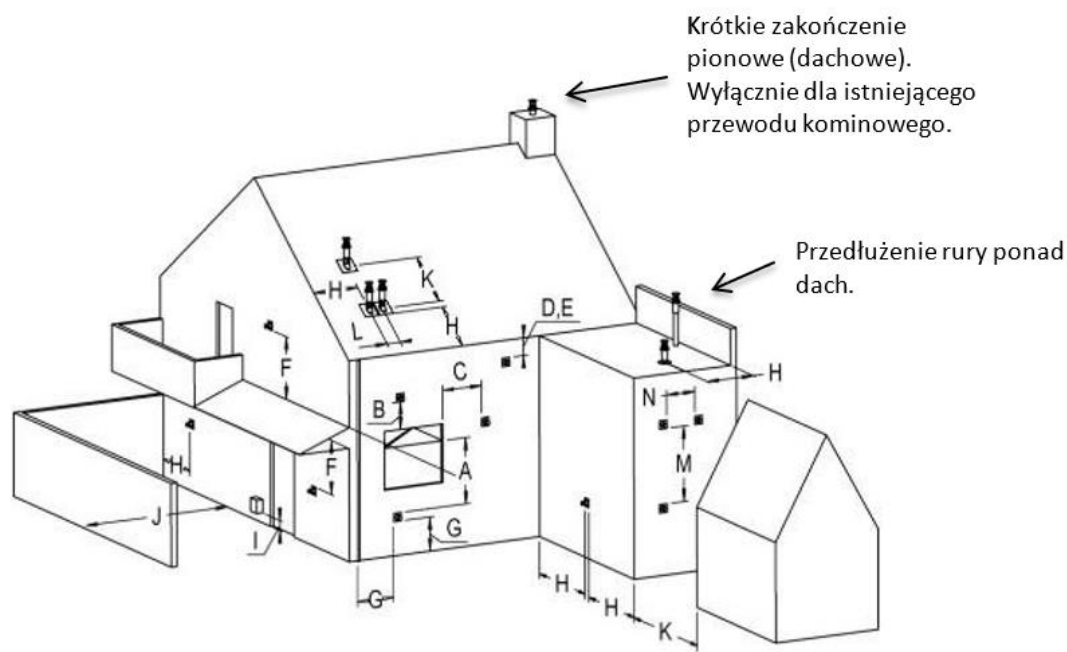 Krótkie zakończenie
pionowe (dachowe).
Wyłącznie dla istniejącego
przewodu kominowego.
Przedłużenie rury ponad
dach.
K
H
D,E
L
H
C
F
B
H
N
A
F
M
H
J
I
G
G
H
H
K